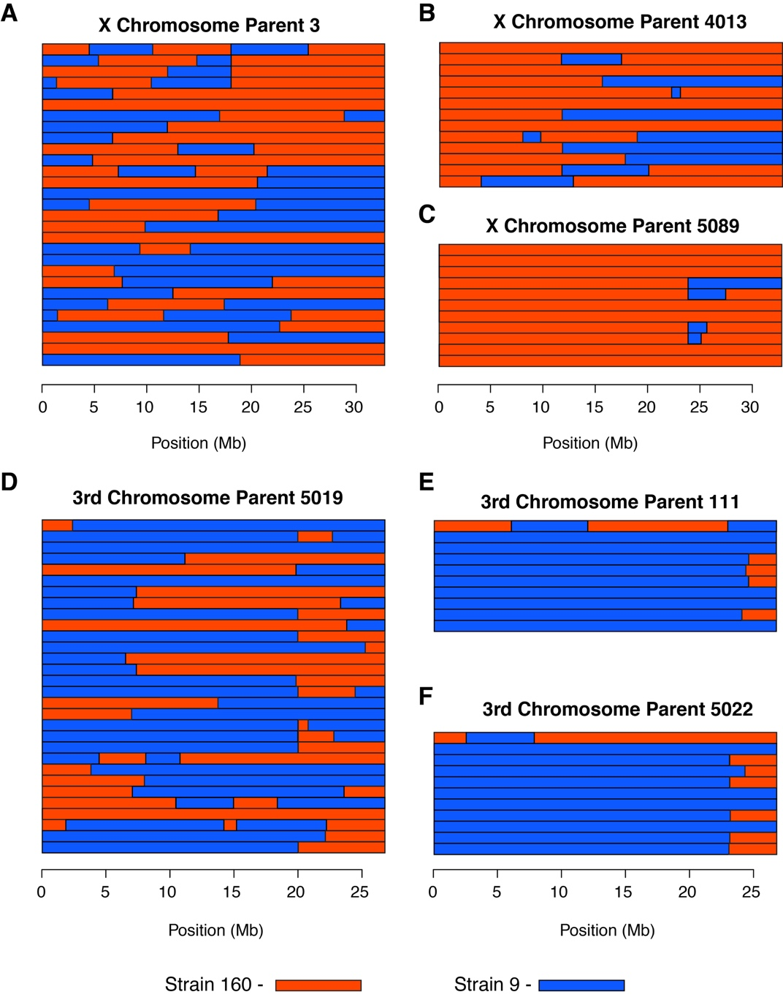 A
X Chromosome Parent 3
0 5 10 15 20 25 30
Position (Mb)
B
X Chromosome Parent 4013
C
X Chromosome Parent 5089
0 5 10 15 20 25 30
Position (Mb)
D
3rd Chromosome Parent 5019
0 5 10 15 20 25
Position (Mb)
E
3rd Chromosome Parent 111
F
3rd Chromosome Parent 5022
0 5 10 15 20 25
Position (Mb)
Strain 160 -
Strain 9 -